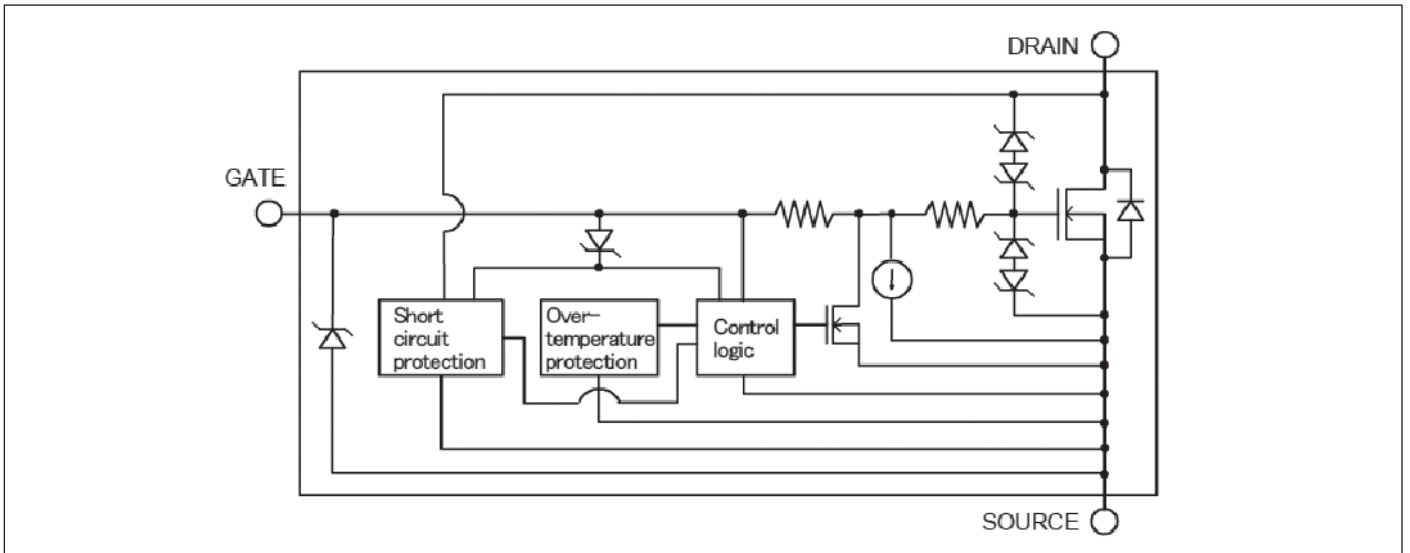 DRAIN
GATE
Short
circuit
protection
Over-
temperature
protection
Control
logic
SOURCE